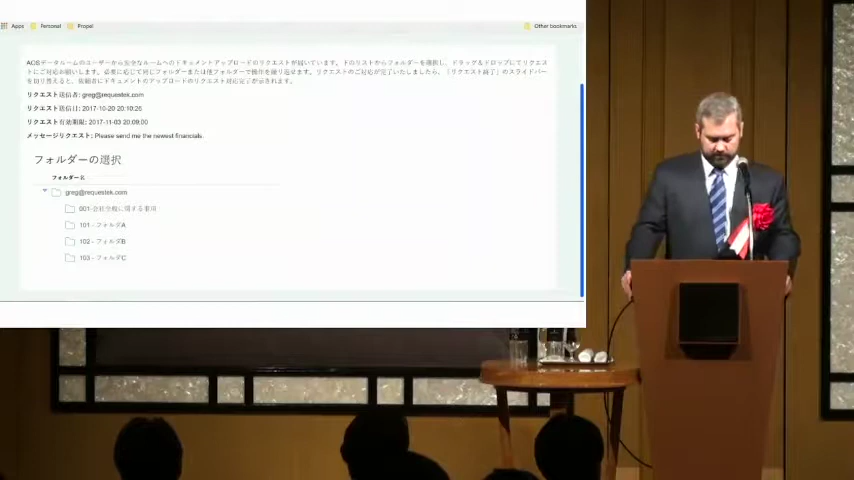 Apps Personal Propel Other bookmarks
AOSデータルームのユーザーから安全なルームへのドキュメントアップロードのリクエストが届いています。下のリストからフォルダーを選択し、ドラッグ&ドロップにてリクエス
トにご対応お願いします。必要に応じて同じフォルダーまたは他フォルダーで操作を繰り返せます。リクエストのご対応が完了いたしましたら、「リクエスト終了」のスライドバー
を切り替えると、依頼者にドキュメントのアップロードのリクエスト対応完了が示されます。
リクエスト送信者: greg@requestek.com
リクエスト送信日: 2017-10-20 20:10:26
リクエスト有効期限: 2017-11-03 20:09:00
メッセージリクエスト: Please send me the newest financials.
フォルダーの選択
フォルダー名
greg@requestek.com
001-会社全般に関する事項
101 - フォルダA
102 - フォルダB
103 - フォルダC